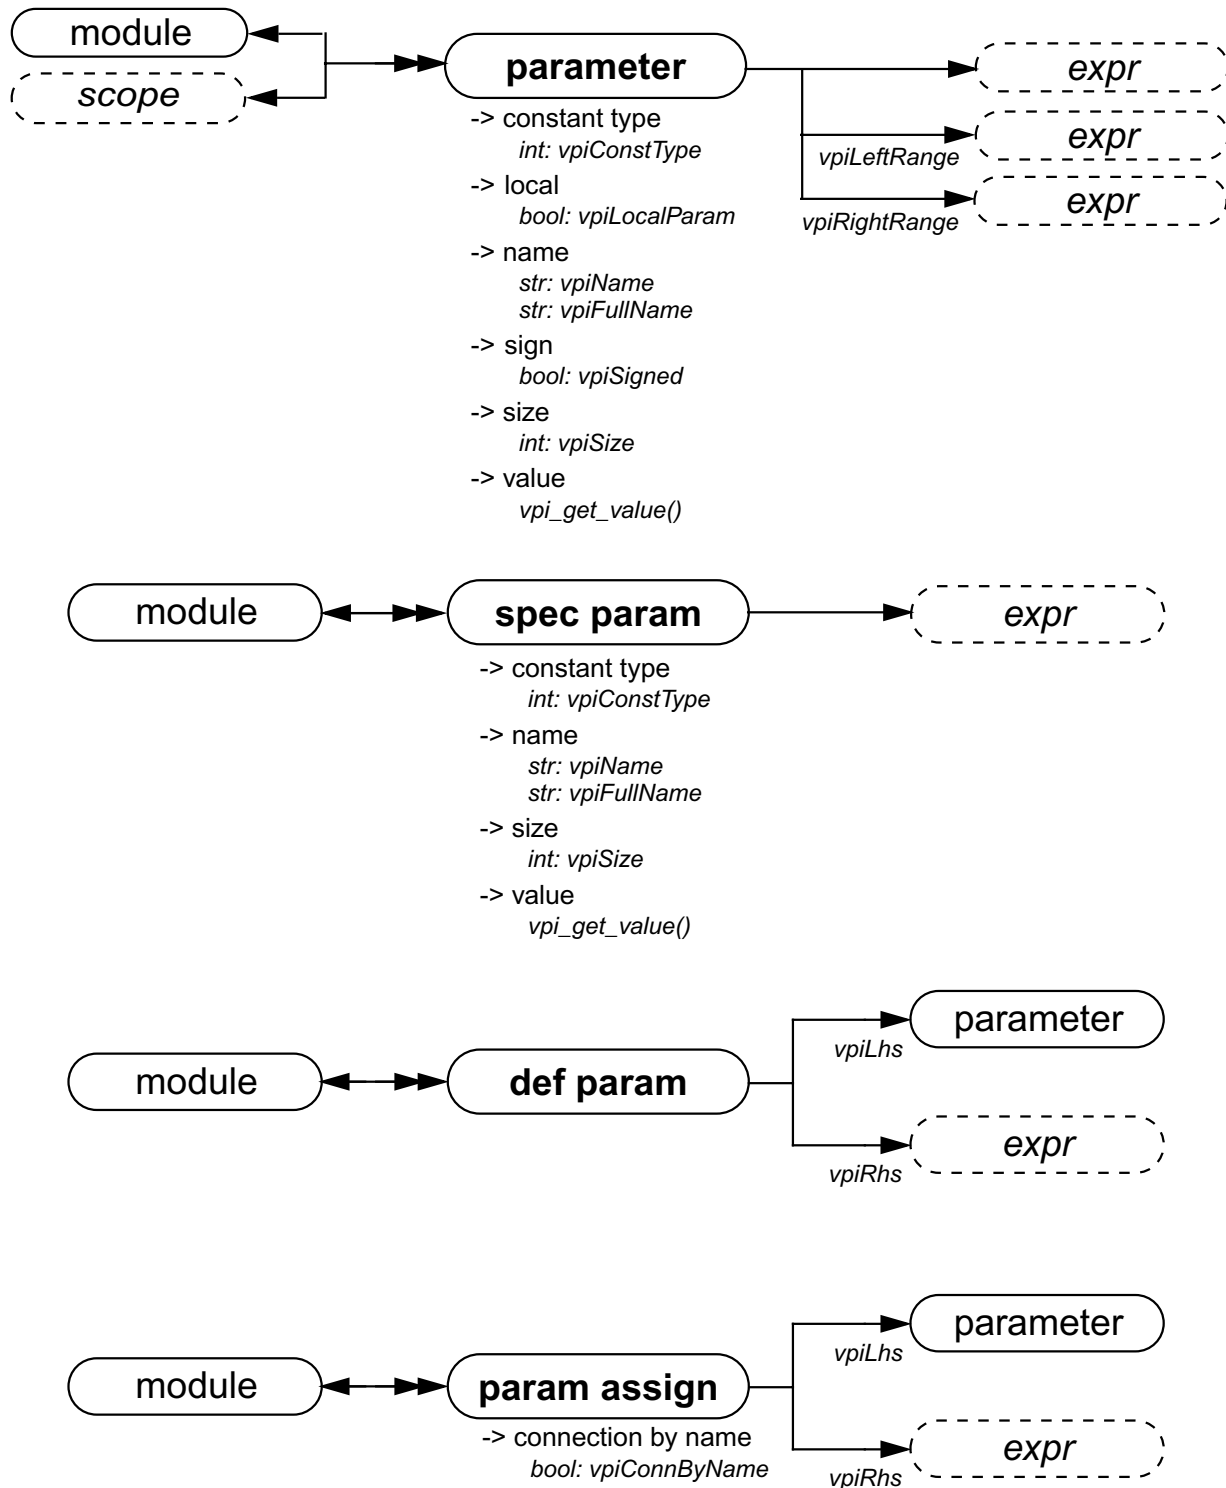 module
scope
parameter
-> constant type
int: vpiConstType
-> local
bool: vpiLocalParam
-> name
str: vpiName
str: vpiFullName
-> sign
bool: vpiSigned
-> size
int: vpiSize
-> value
vpi_get_value()
expr
vpiLeftRange
expr
vpiRightRange
expr
module
spec param
expr
-> constant type
int: vpiConstType
-> name
str: vpiName
str: vpiFullName
-> size
int: vpiSize
-> value
vpi_get_value()
module
def param
vpiLhs
parameter
vpiRhs
expr
module
param assign
-> connection by name
bool: vpiConnByName
vpiLhs
parameter
vpiRhs
expr